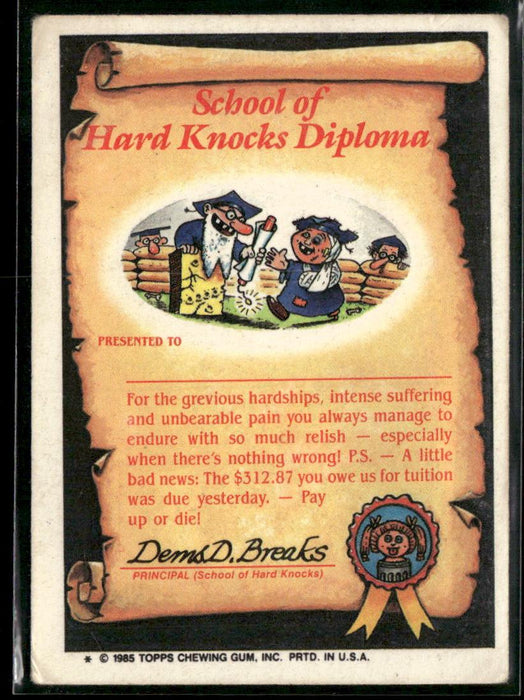 School of
Hard Knocks Diploma
PRESENTED TO
For the grevious hardships, intense suffering
and unbearable pain you always manage to
endure with so much relish — especially
when there's nothing wrong! P.S. — A little
bad news: The $312.87 you owe us for tuition
was due yesterday. — Pay
up or die!
Dems D. Breaks
PRINCIPAL (School of Hard Knocks)
* © 1985 TOPPS CHEWING GUM, INC. PRTD. IN U.S.A.